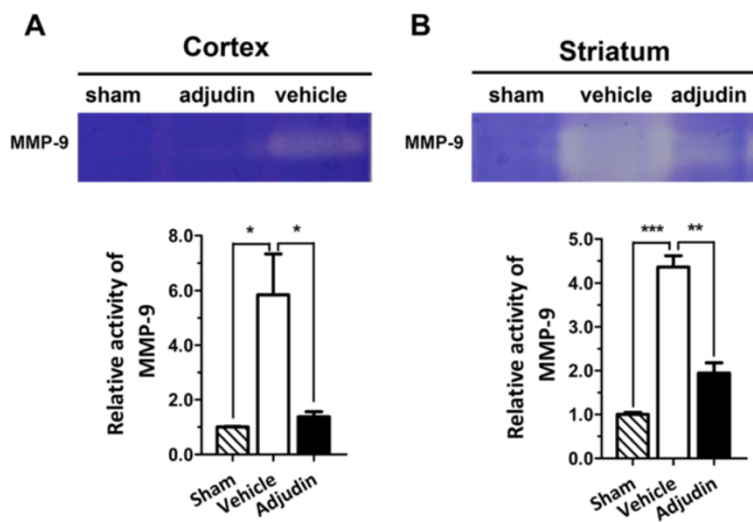 A
Cortex
sham adjudin vehicle
MMP-9
* *
8.0
6.0
4.0
2.0
0.0
Relative activity of
MMP-9
Sham
Vehicle
Adjudin
B
Striatum
sham vehicle adjudin
MMP-9
*** **
5.0
4.0
3.0
2.0
1.0
0.0
Relative activity of
MMP-9
Sham
Vehicle
Adjudin